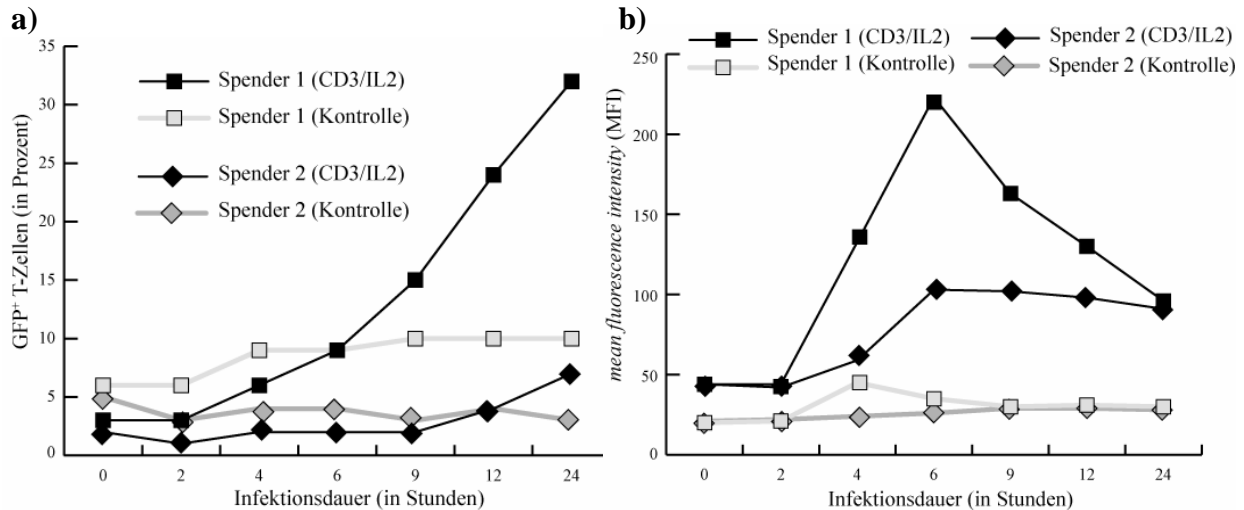 a)
GFP+ T-Zellen (in Prozent)
35
30
25
20
15
10
5
0
Spender 1 (CD3/IL2)
Spender 1 (Kontrolle)
Spender 2 (CD3/IL2)
Spender 2 (Kontrolle)
0 2 4 6 9 12 24
Infektionsdauer (in Stunden)
b)
Spender 1 (CD3/IL2) Spender 2 (CD3/IL2)
Spender 1 (Kontrolle) Spender 2 (Kontrolle)
mean fluorescence intensity (MFI)
250
200
150
100
50
0
0 2 4 6 9 12 24
Infektionsdauer (in Stunden)